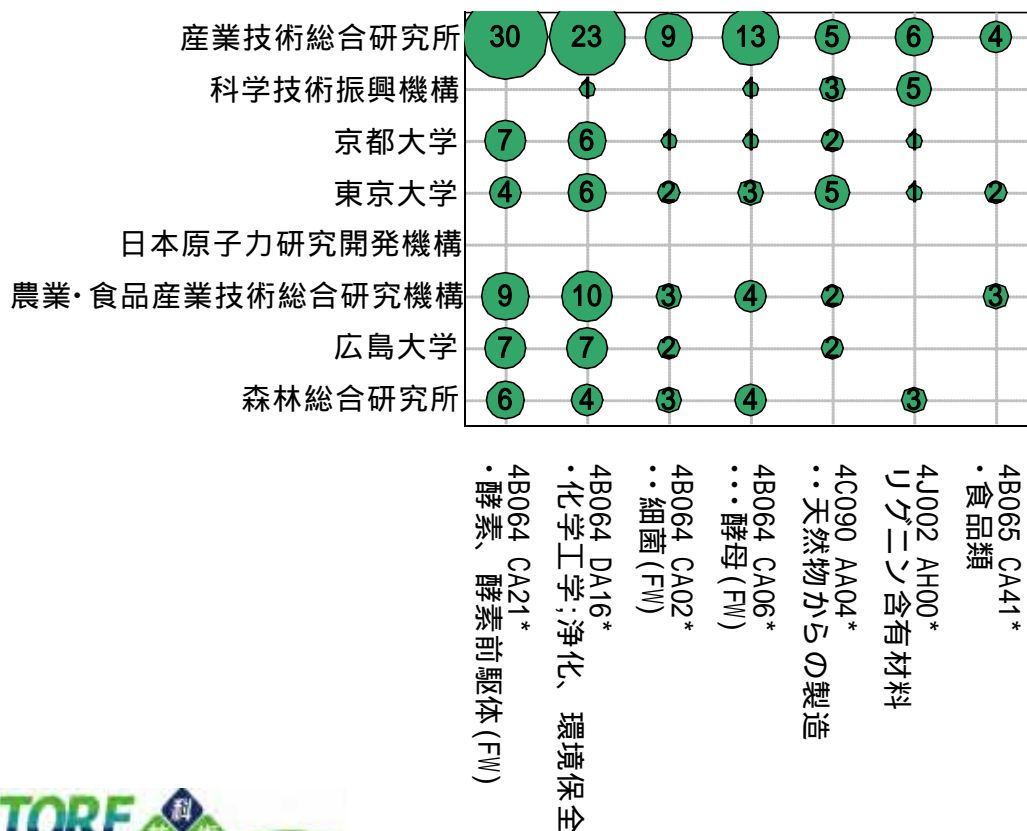 産業技術総合研究所 30 23 9 13 5 6 4
科学技術振興機構 1 1 3 5
京都大学 7 6 1 1 2 1
東京大学 4 6 2 3 5 1 2
日本原子力研究開発機構
農業・食品産業技術総合研究機構 9 10 3 4 2 3
広島大学 7 7 2 2
森林総合研究所 6 4 3 4 3
4B064 CA21*
・酵素、酵素前駆体(FW)
4B064 DA16*
・化学工学;浄化、環境保全
4B064 CA02*
・・細菌(FW)
4B064 CA06*
・・・酵母(FW)
4C090 AA04*
・・天然物からの製造
4J002 AH00*
リグニン含有材料
4B065 CA41*
・食品類
TORE
科